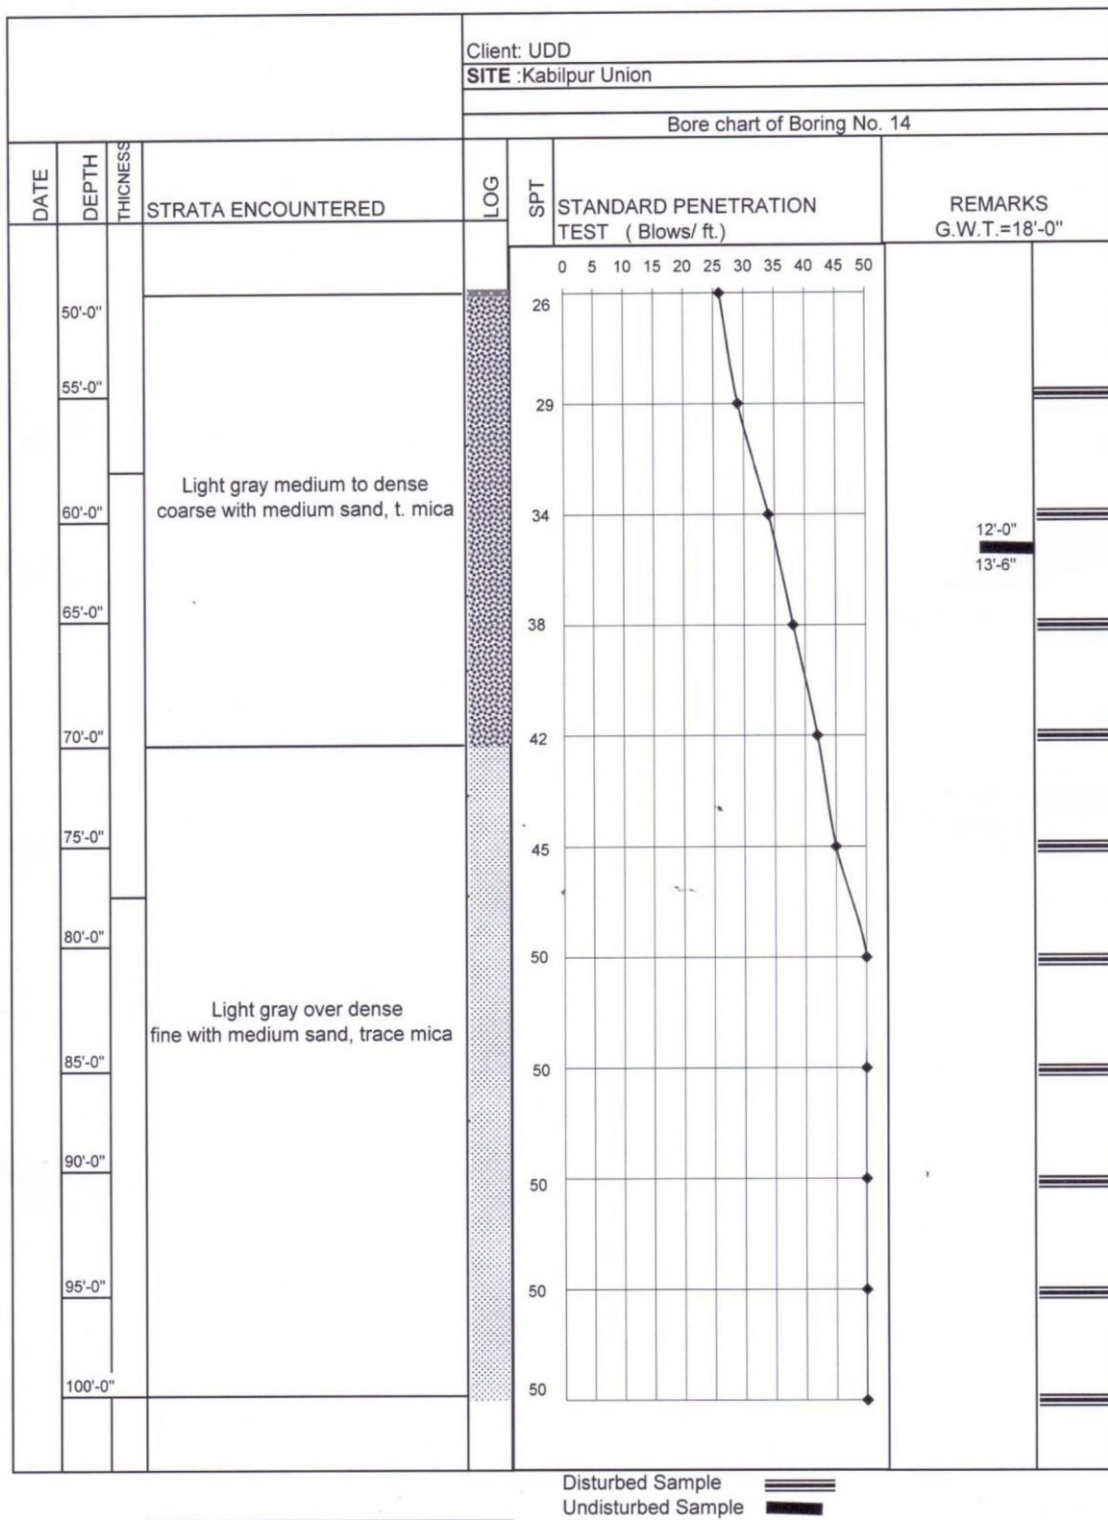 Client: UDD
SITE :Kabilpur Union
Bore chart of Boring No. 14
DATE
DEPTH
THICNESS
STRATA ENCOUNTERED
LOG
SPT
STANDARD PENETRATION
TEST ( Blows/ ft.)
REMARKS
G.W.T.=18'-0"
0 5 10 15 20 25 30 35 40 45 50
50'-0"
26
55'-0"
29
Light gray medium to dense
coarse with medium sand, t. mica
60'-0"
34
12'-0"
13'-6"
65'-0"
38
70'-0"
42
75'-0"
45
80'-0"
50
Light gray over dense
fine with medium sand, trace mica
85'-0"
50
90'-0"
50
95'-0"
50
100'-0"
50
Disturbed Sample
Undisturbed Sample